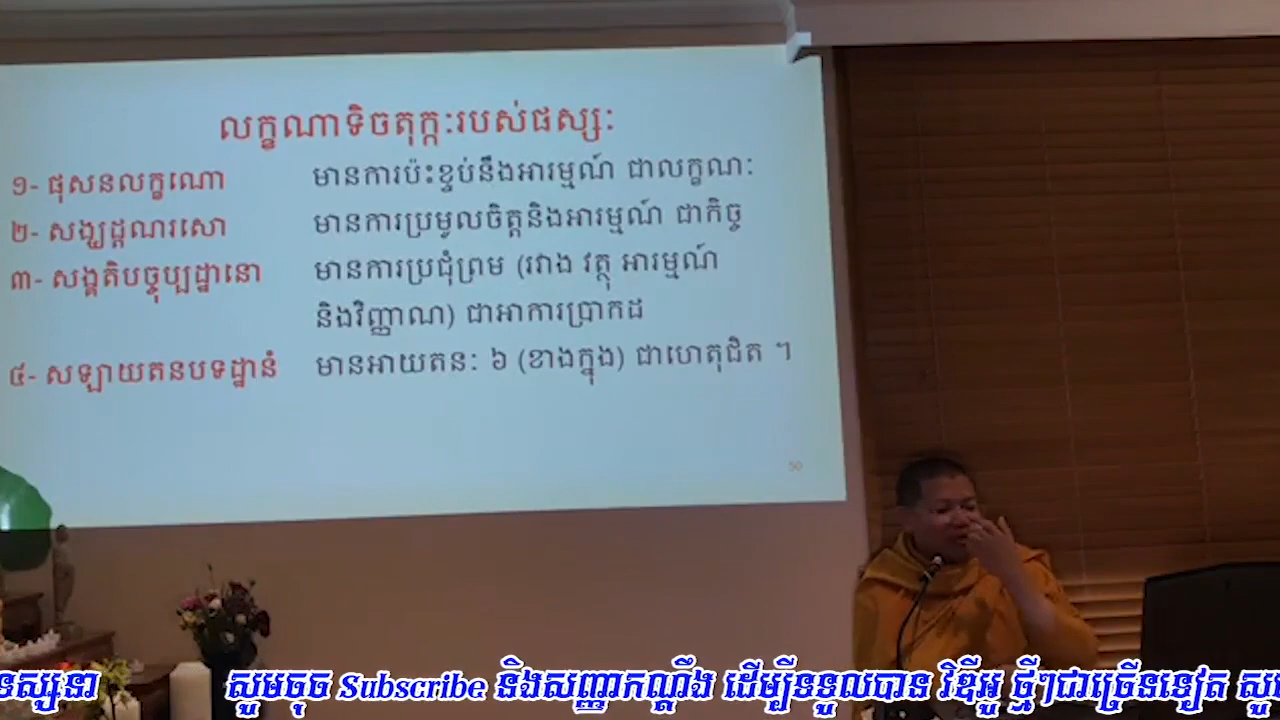 លក្ខណាទិចតុក្កៈរបស់ផស្សៈ
១- ផុសនលក្ខណោ មានការប៉ះខ្ទប់នឹងអារម្មណ៍ ជាលក្ខណៈ
២- សង្ឃដ្តណរសោ មានការប្រមូលចិត្តនិងអារម្មណ៍ ជាកិច្ច
៣- សង្គតិបច្ចុប្បដ្ឋានោ មានការប្រជុំព្រម (រវាង វត្ថុ អារម្មណ៍
និងវិញ្ញាណ) ជាអាការប្រាកដ
៤- សឡាយតនបទដ្ឋានំ មានអាយតនៈ ៦ (ខាងក្នុង) ជាហេតុជិត ។
50
ទស្សនា សូមចុច Subscribe និងសញ្ញាកណ្ដឹង ដើម្បីទទួលបាន វិឌីអូ ថ្មីៗជាច្រើនទៀត សូម